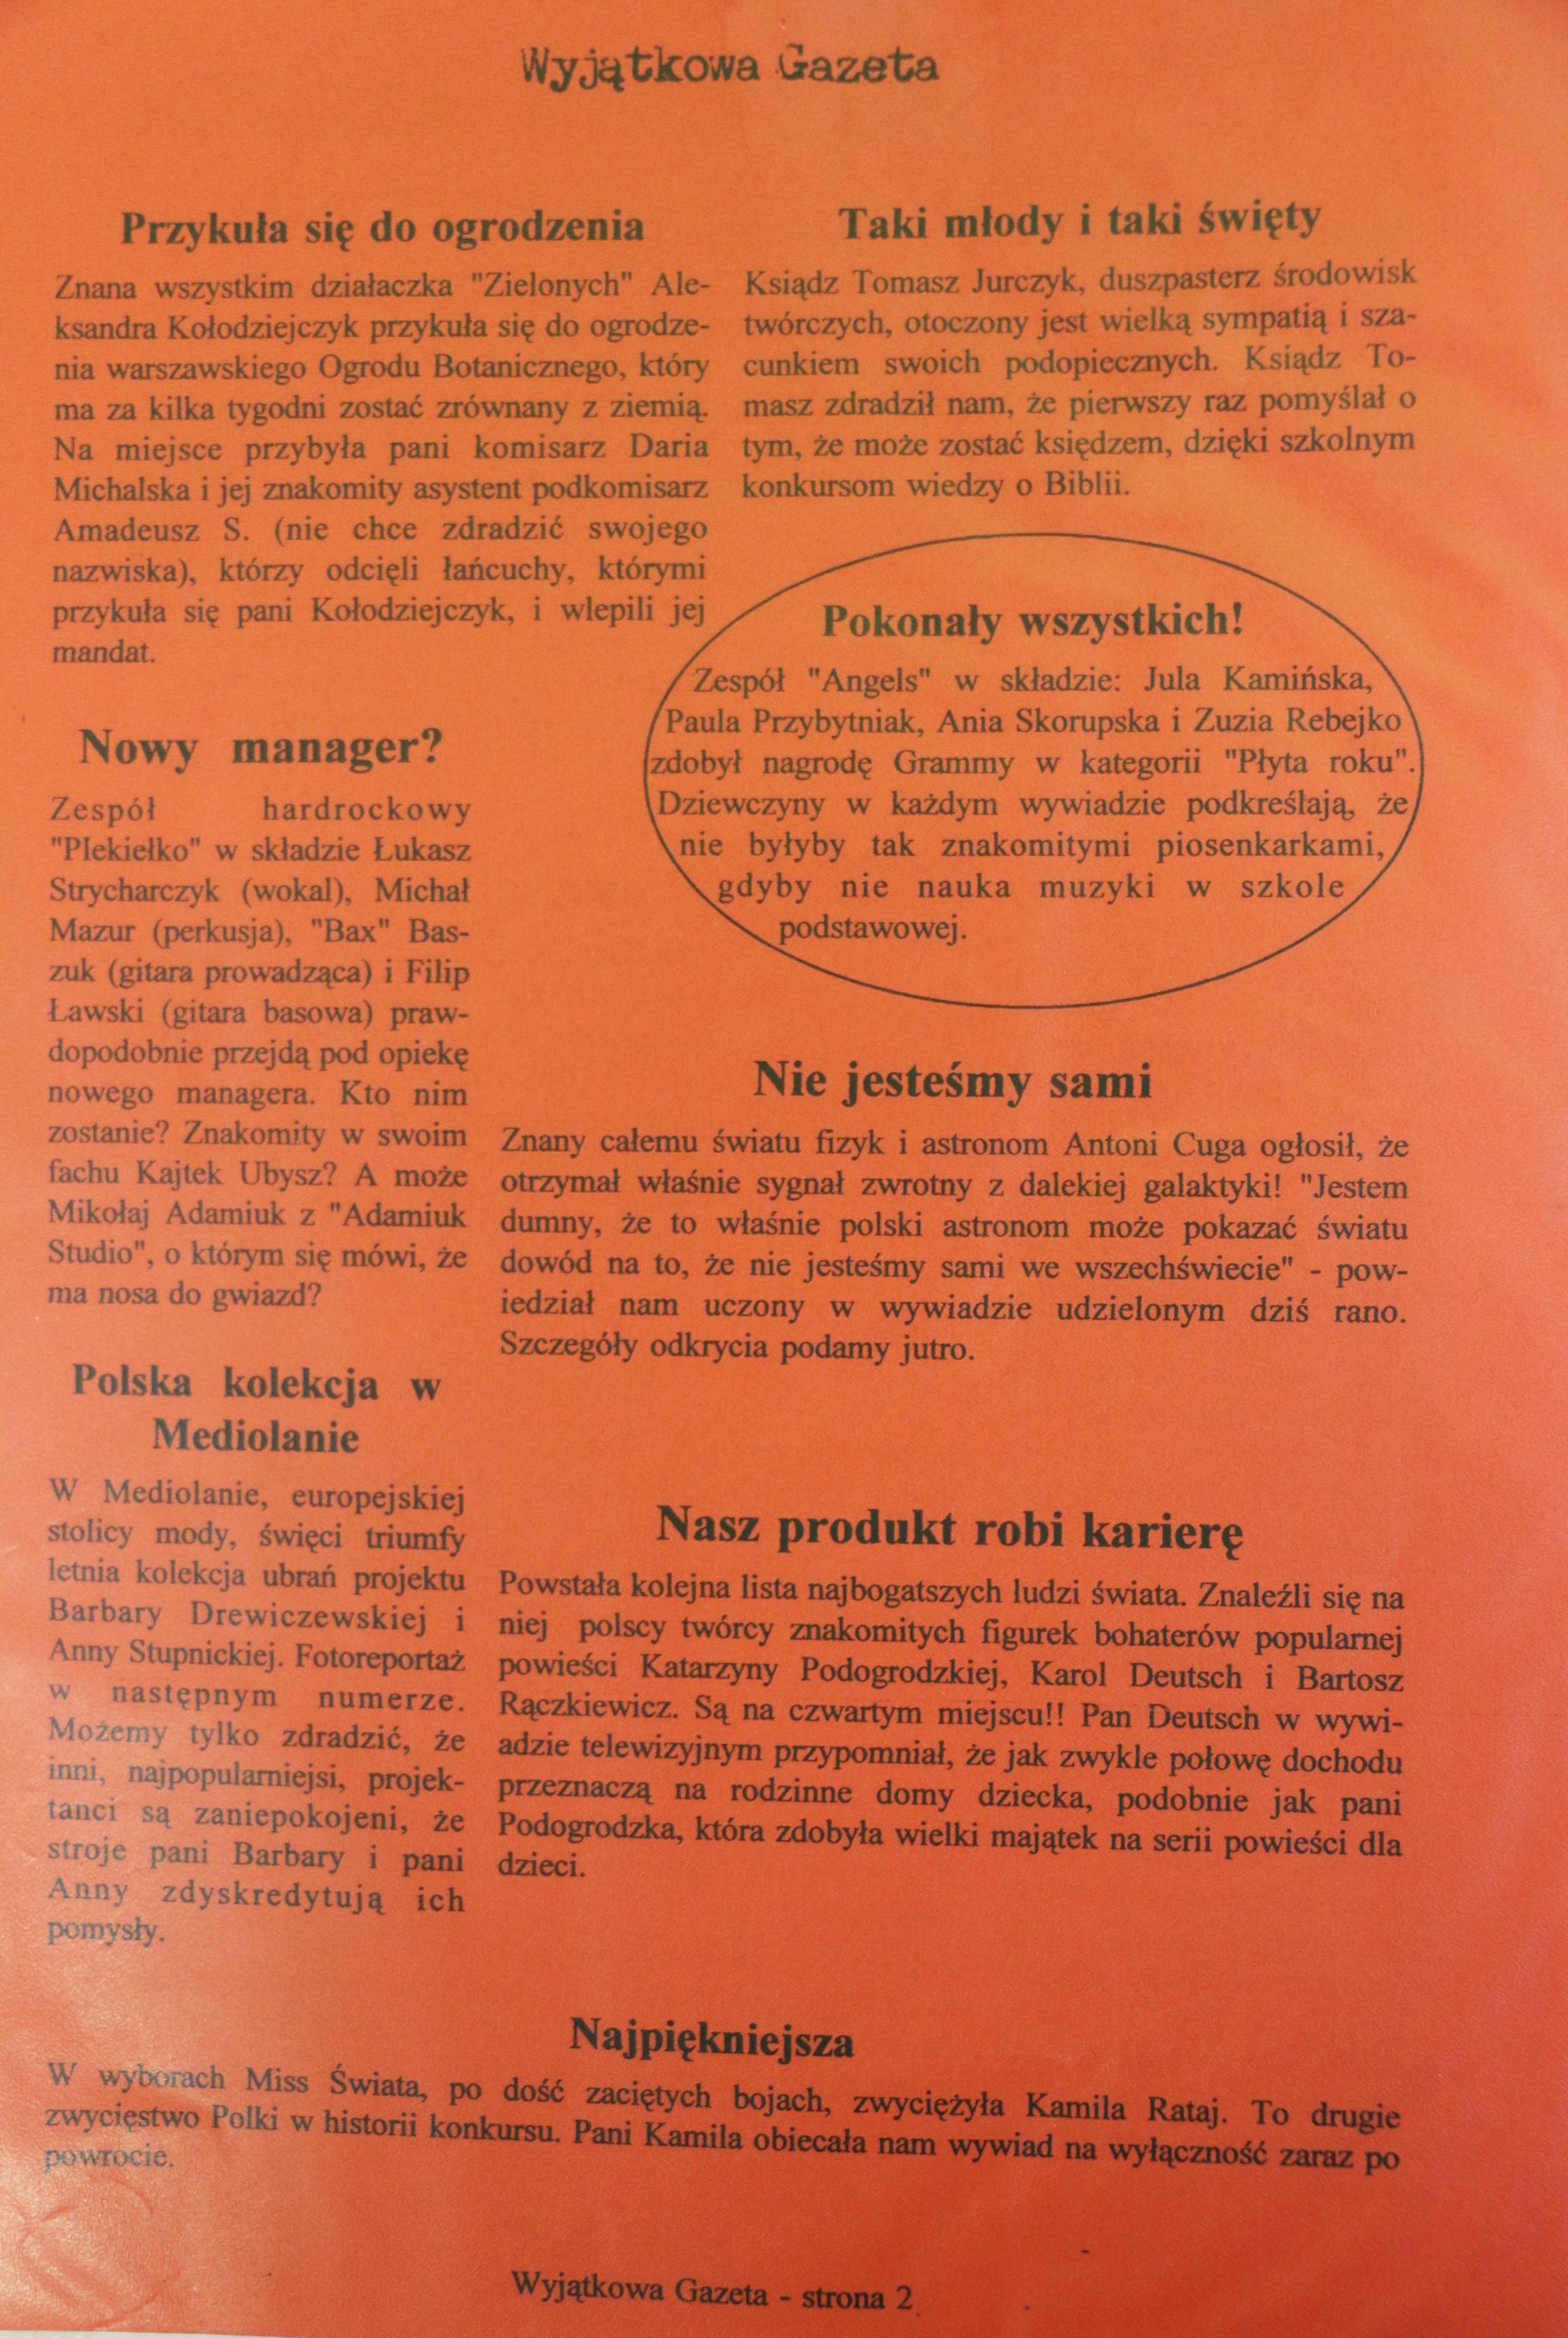 Wyjątkowa Gazeta
Przykuła się do ogrodzenia
Znana wszystkim działaczka "Zielonych" Ale-
ksandra Kołodziejczyk przykuła się do ogrodze-
nia warszawskiego Ogrodu Botanicznego, który
ma za kilka tygodni zostać zrównany z ziemią.
Na miejsce przybyła pani komisarz Daria
Michalska i jej znakomity asystent podkomisarz
Amadeusz S. (nie chce zdradzić swojego
nazwiska), którzy odcięli łańcuchy, którymi
przykuła się pani Kołodziejczyk, i wlepili jej
mandat.
Taki młody i taki święty
Ksiądz Tomasz Jurczyk, duszpasterz środowisk
twórczych, otoczony jest wielką sympatią i sza-
cunkiem swoich podopiecznych. Ksiądz To-
masz zdradził nam, że pierwszy raz pomyślał o
tym, że może zostać księdzem, dzięki szkolnym
konkursom wiedzy o Biblii.
Pokonały wszystkich!
Zespół "Angels" w składzie: Jula Kamińska,
Paula Przybytniak, Ania Skorupska i Zuzia Rebejko
zdobył nagrodę Grammy w kategorii "Płyta roku".
Dziewczyny w każdym wywiadzie podkreślają, że
nie byłyby tak znakomitymi piosenkarkami,
gdyby nie nauka muzyki w szkole
podstawowej.
Nowy manager?
Zespół hardrockowy
"PIekiełko" w składzie Łukasz
Strycharczyk (wokal), Michał
Mazur (perkusja), "Bax" Bas-
zuk (gitara prowadząca) i Filip
Ławski (gitara basowa) praw-
dopodobnie przejdą pod opiekę
nowego managera. Kto nim
zostanie? Znakomity w swoim
fachu Kajtek Ubysz? A może
Mikołaj Adamiuk z "Adamiuk
Studio", o którym się mówi, że
ma nosa do gwiazd?
Nie jesteśmy sami
Znany całemu światu fizyk i astronom Antoni Cuga ogłosił, że
otrzymał właśnie sygnał zwrotny z dalekiej galaktyki! "Jestem
dumny, że to właśnie polski astronom może pokazać światu
dowód na to, że nie jesteśmy sami we wszechświecie" - pow-
iedział nam uczony w wywiadzie udzielonym dziś rano.
Szczegóły odkrycia podamy jutro.
Polska kolekcja w
Mediolanie
W Mediolanie, europejskiej
stolicy mody, święci triumfy
letnia kolekcja ubrań projektu
Barbary Drewiczewskiej i
Anny Stupnickiej. Fotoreportaż
w następnym numerze.
Możemy tylko zdradzić, że
inni, najpopularniejsi, projek-
tanci są zaniepokojeni, że
stroje pani Barbary i pani
Anny zdyskredytują ich
pomysły.
Nasz produkt robi karierę
Powstała kolejna lista najbogatszych ludzi świata. Znaleźli się na
niej polscy twórcy znakomitych figurek bohaterów popularnej
powieści Katarzyny Podogrodzkiej, Karol Deutsch i Bartosz
Rączkiewicz. Są na czwartym miejscu!! Pan Deutsch w wywi-
adzie telewizyjnym przypomniał, że jak zwykle połowę dochodu
przeznaczą na rodzinne domy dziecka, podobnie jak pani
Podogrodzka, która zdobyła wielki majątek na serii powieści dla
dzieci.
Najpiękniejsza
W wyborach Miss Świata, po dość zaciętych bojach, zwyciężyła Kamila Rataj. To drugie
zwycięstwo Polki w historii konkursu. Pani Kamila obiecała nam wywiad na wyłączność zaraz po
powrocie.
Wyjątkowa Gazeta - strona 2